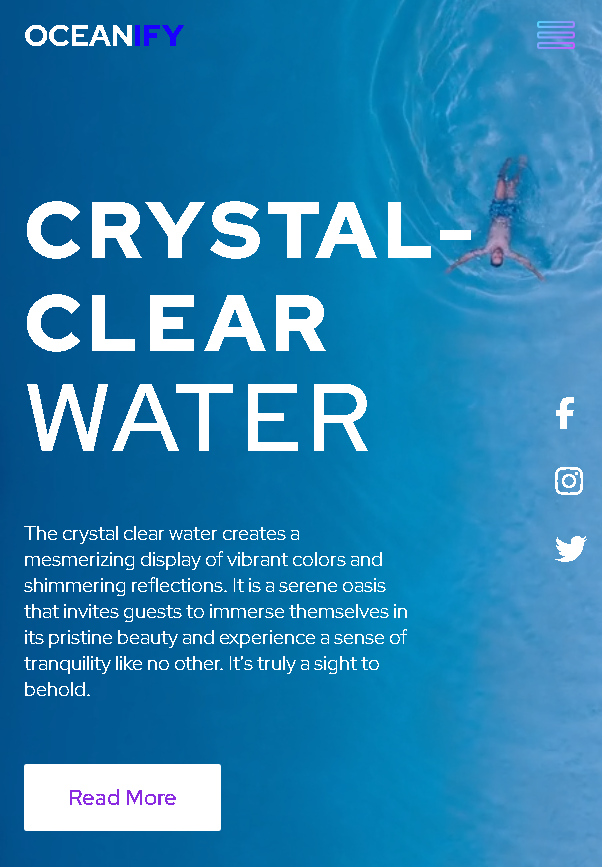 OCEANIFY
CRYSTAL-
CLEAR
WATER
The crystal clear water creates a
mesmerizing display of vibrant colors and
shimmering reflections. It is a serene oasis
that invites guests to immerse themselves in
its pristine beauty and experience a sense of
tranquility like no other. It's truly a sight to
behold.
Read More